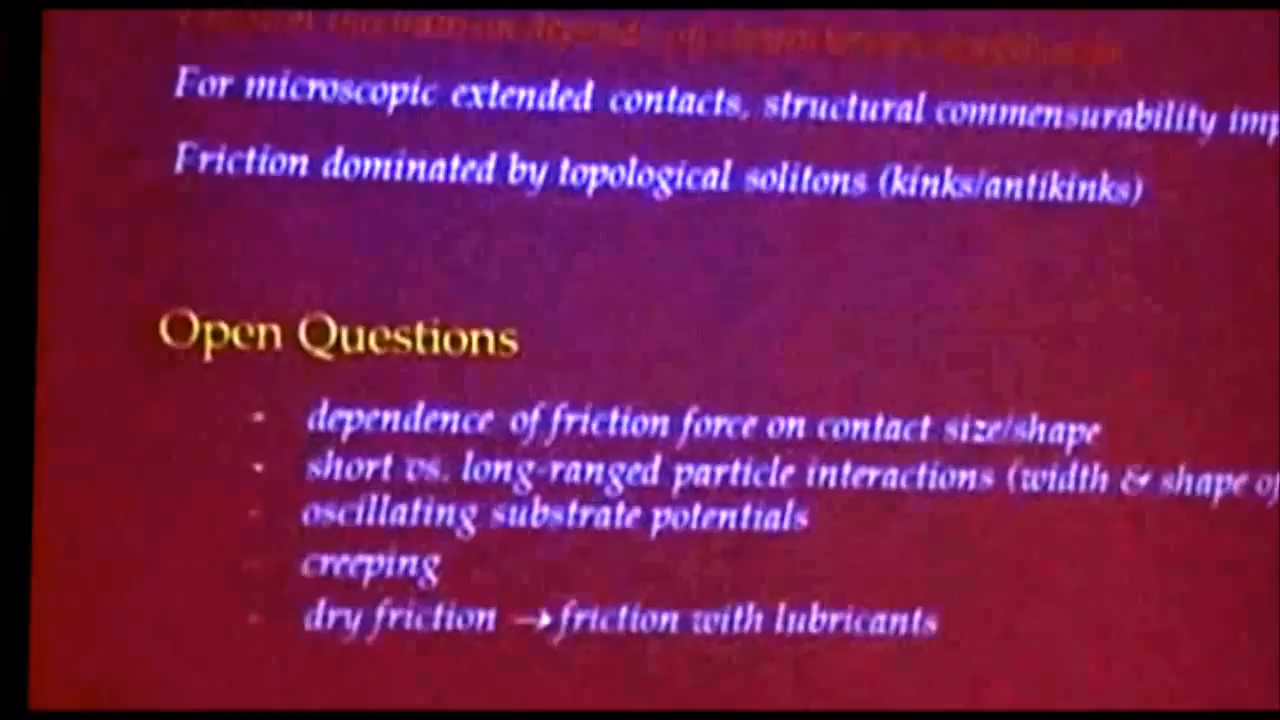 For microscopic extended contacts, structural commensurability imp
Friction dominated by topological solitons (kinks/antikinks)
Open Questions
- dependence of friction force on contact size/shape
- short vs. long-ranged particle interactions (width & shape of
- oscillating substrate potentials
- creeping
- dry friction → friction with lubricants